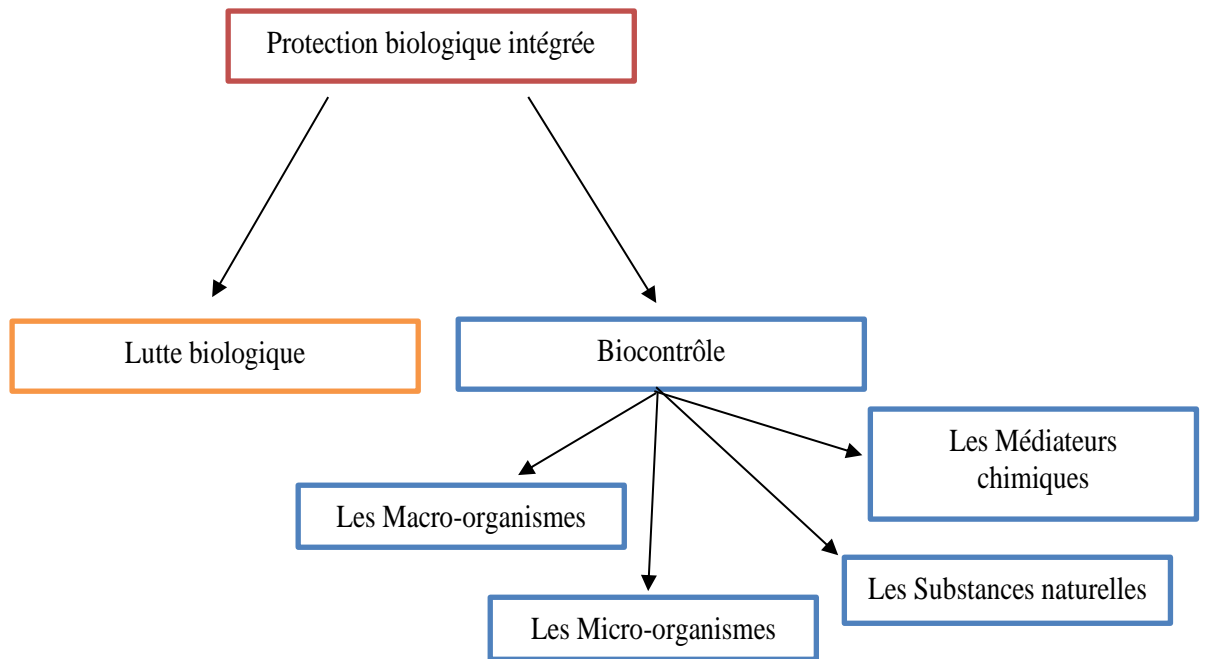 Protection biologique intégrée
Lutte biologique
Biocontrôle
Les Médiateurs
chimiques
Les Macro-organismes
Les Substances naturelles
Les Micro-organismes